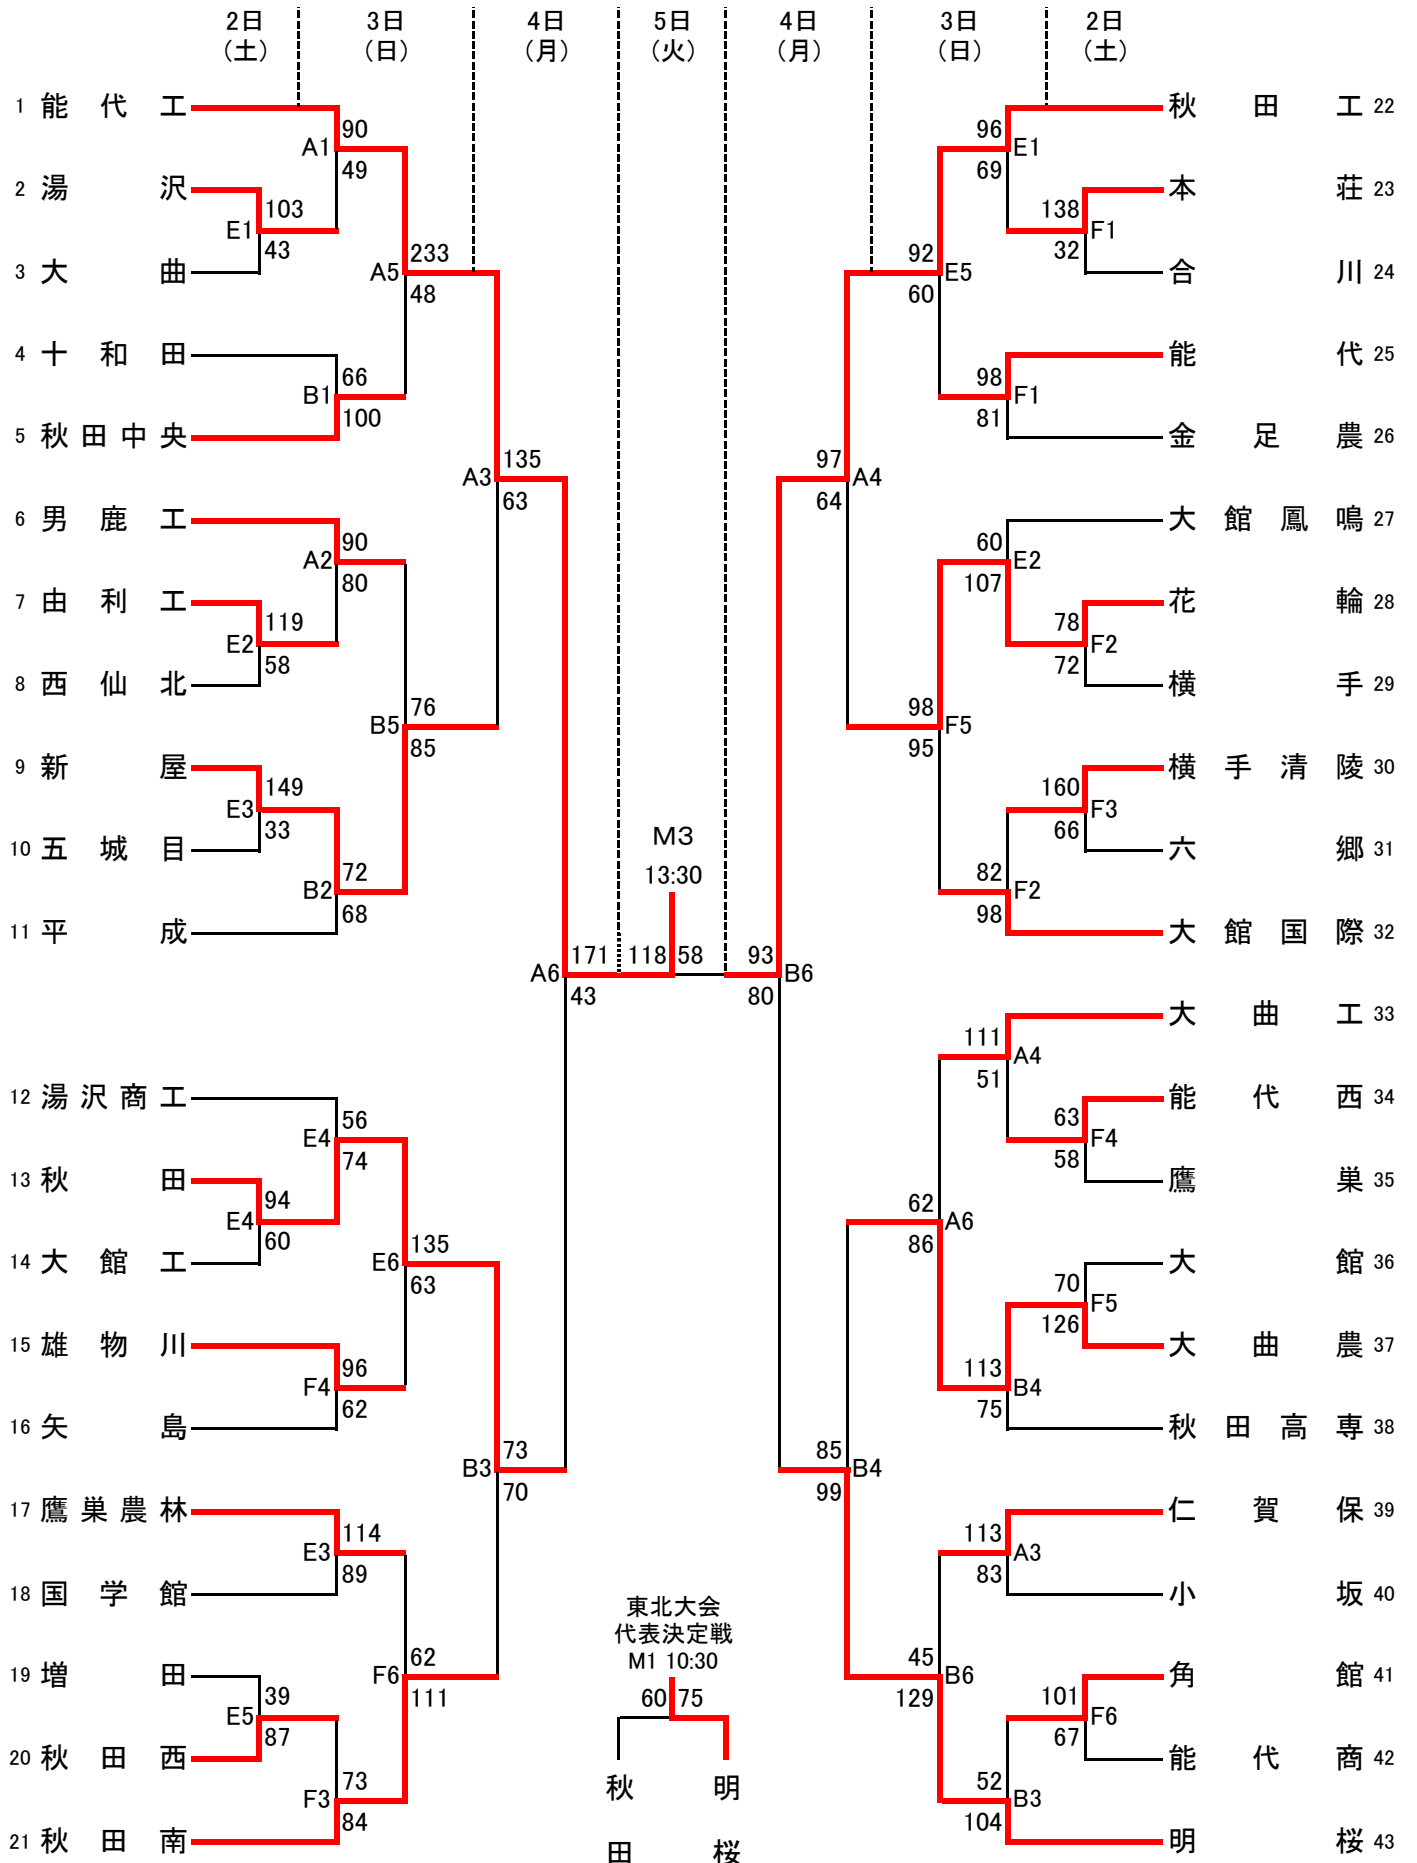 2日 3日 4日 5日 4日 3日 2日
（土） （日） （月） （火） （月） （日） （土）
1 能代工 90 96 秋田工 22
A1 E1
49 69
2 湯沢 103 138 本荘 23
E1 F1
43 32
3 大曲 233 92 合川 24
A5 E5
48 60
4 十和田 66 98 能代 25
B1 F1
100 81
5 秋田中央 135 97 金足農 26
A3 A4
63 64
6 男鹿工 90 60 大館鳳鳴 27
A2 E2
80 107
7 由利工 119 78 花輪 28
E2 F2
58 72
8 西仙北 76 98 横手 29
B5 F5
85 95
9 新屋 149 160 横手清陵 30
E3 F3
33 66
M3
10 五城目 六郷 31
13:30
72 82
B2 F2
68 98
11 平成 大館国際 32
171 118 58 93
A6 B6
43 80
大曲工 33
111
A4
51
12 湯沢商工 56 63 能代西 34
E4 F4
74 58
13 秋田 94 62 鷹巣 35
E4 A6
60 86
14 大館工 135 70 大館 36
E6 F5
63 126
15 雄物川 96 113 大曲農 37
F4 B4
62 75
16 矢島 73 85 秋田高専 38
B3 B4
70 99
17 鷹巣農林 114 113 仁賀保 39
E3 A3
89 83
18 国学館 小坂 40
東北大会
代表決定戦
M1 10:30
19 増田 62 45 角館 41
F6 B6
39 111 60 75 129 101
E5 F6
87 67
20 秋田西 能代商 42
73 秋 明 52
F3 B3
84 104
21 秋田南 田 桜 明桜 43